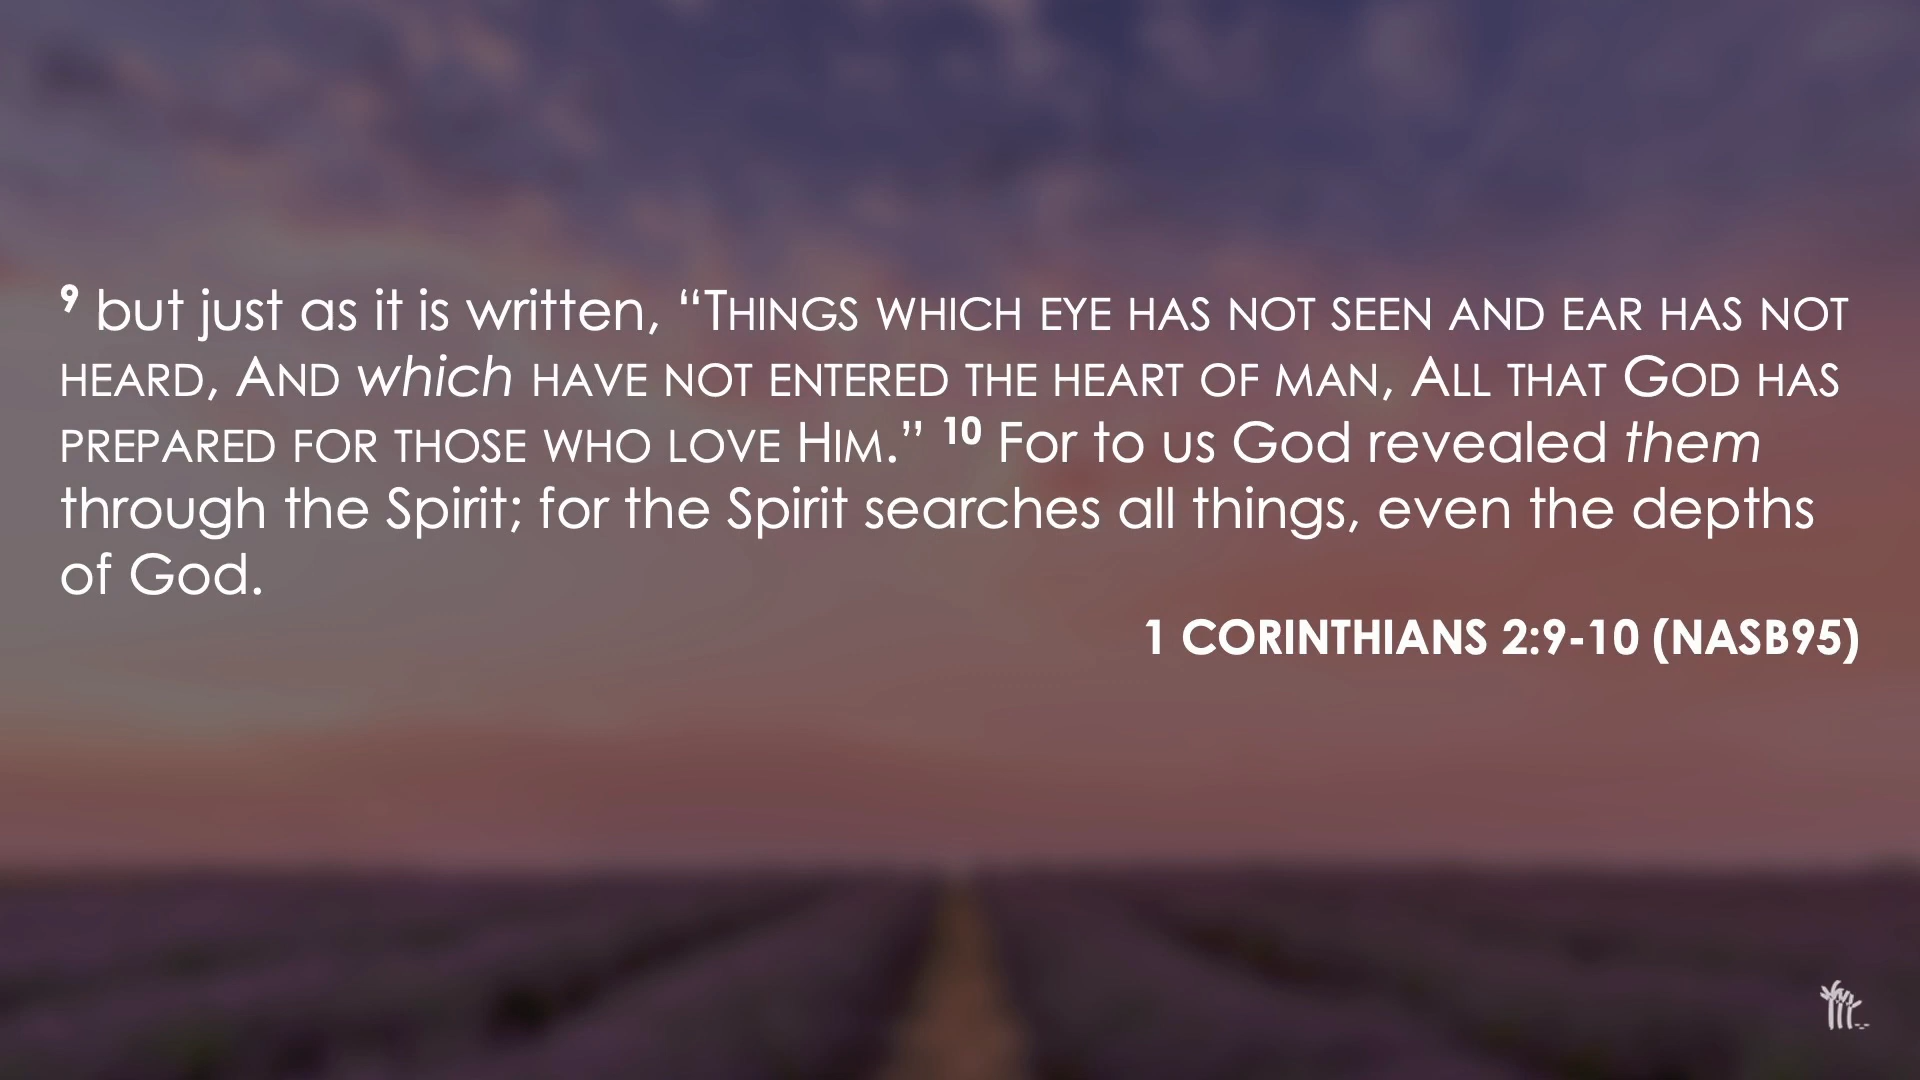 9 but just as it is written, “THINGS WHICH EYE HAS NOT SEEN AND EAR HAS NOT
HEARD, AND which HAVE NOT ENTERED THE HEART OF MAN, ALL THAT GOD HAS
PREPARED FOR THOSE WHO LOVE HIM.” 10 For to us God revealed them
through the Spirit; for the Spirit searches all things, even the depths
of God.
1 CORINTHIANS 2:9-10 (NASB95)